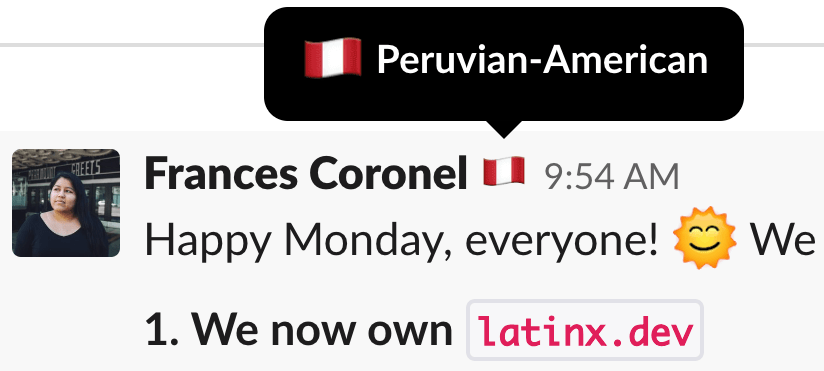 🇵🇪 Peruvian-American
Frances Coronel 🇵🇪 9:54 AM
Happy Monday, everyone! 🌞 We
1. We now own latinx.dev